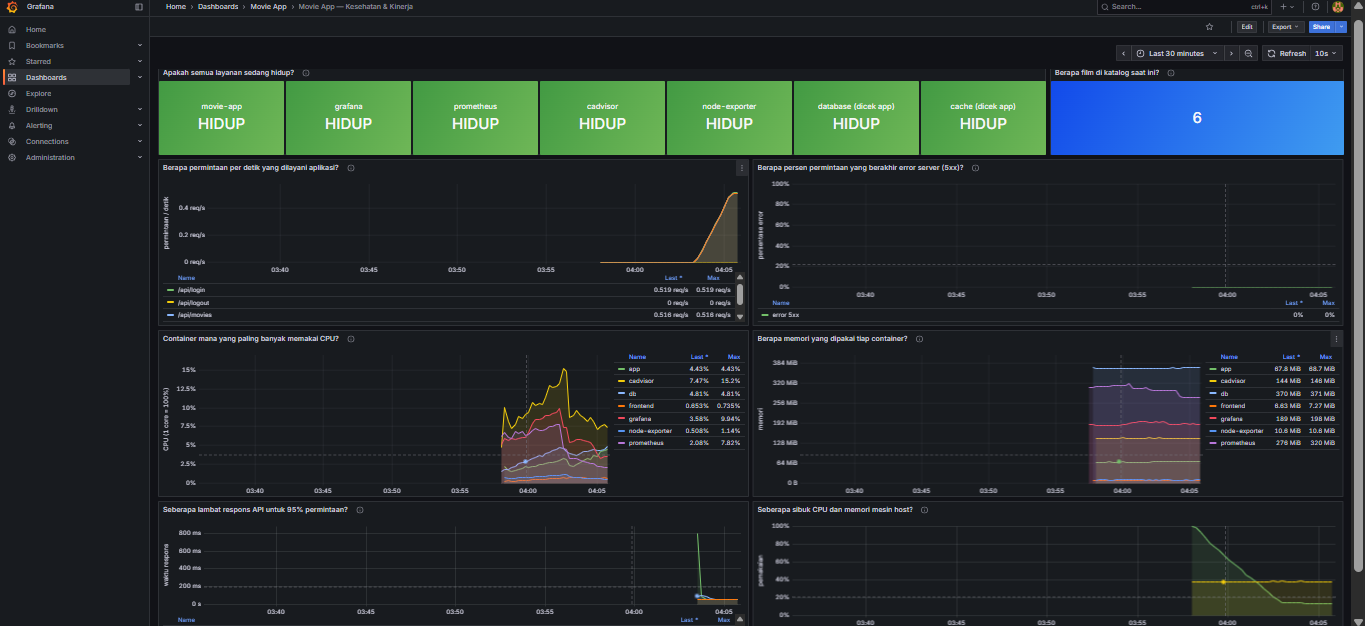 Grafana
Home › Dashboards › Movie App › Movie App — Kesehatan & Kinerja
Search... ctrl+k
Home
Bookmarks
Starred
Dashboards
Explore
Drilldown
Alerting
Connections
Administration
Edit Export Share
Last 30 minutes Refresh 10s
Apakah semua layanan sedang hidup?
movie-app
HIDUP
grafana
HIDUP
prometheus
HIDUP
cadvisor
HIDUP
node-exporter
HIDUP
database (dicek app)
HIDUP
cache (dicek app)
HIDUP
Berapa film di katalog saat ini?
6
Berapa permintaan per detik yang dilayani aplikasi?
permintaan / detik
0.4 req/s
0.2 req/s
0 req/s
03:40 03:45 03:50 03:55 04:00 04:05
Name Last * Max
/api/login 0.519 req/s 0.519 req/s
/api/logout 0 req/s 0 req/s
/api/movies 0.516 req/s 0.516 req/s
Berapa persen permintaan yang berakhir error server (5xx)?
persentase error
100%
80%
60%
40%
20%
0%
03:40 03:45 03:50 03:55 04:00 04:05
Name Last * Max
error 5xx 0% 0%
Container mana yang paling banyak memakai CPU?
CPU (1 core = 100%)
15%
12.5%
10%
7.5%
5%
2.5%
0%
03:40 03:45 03:50 03:55 04:00 04:05
Name Last * Max
app 4.43% 4.43%
cadvisor 7.47% 15.2%
db 4.81% 4.81%
frontend 0.653% 0.735%
grafana 3.58% 9.94%
node-exporter 0.508% 1.14%
prometheus 2.08% 7.82%
Berapa memori yang dipakai tiap container?
memori
384 MiB
320 MiB
256 MiB
192 MiB
128 MiB
64 MiB
0 B
03:40 03:45 03:50 03:55 04:00 04:05
Name Last * Max
app 67.8 MiB 68.7 MiB
cadvisor 144 MiB 146 MiB
db 370 MiB 371 MiB
frontend 6.63 MiB 7.27 MiB
grafana 189 MiB 198 MiB
node-exporter 10.6 MiB 10.8 MiB
prometheus 276 MiB 320 MiB
Seberapa lambat respons API untuk 95% permintaan?
waktu respons
800 ms
600 ms
400 ms
200 ms
0 s
03:40 03:45 03:50 03:55 04:00 04:05
Name Last * Max
Seberapa sibuk CPU dan memori mesin host?
pemakaian
100%
80%
60%
40%
20%
0%
03:40 03:45 03:50 03:55 04:00 04:05